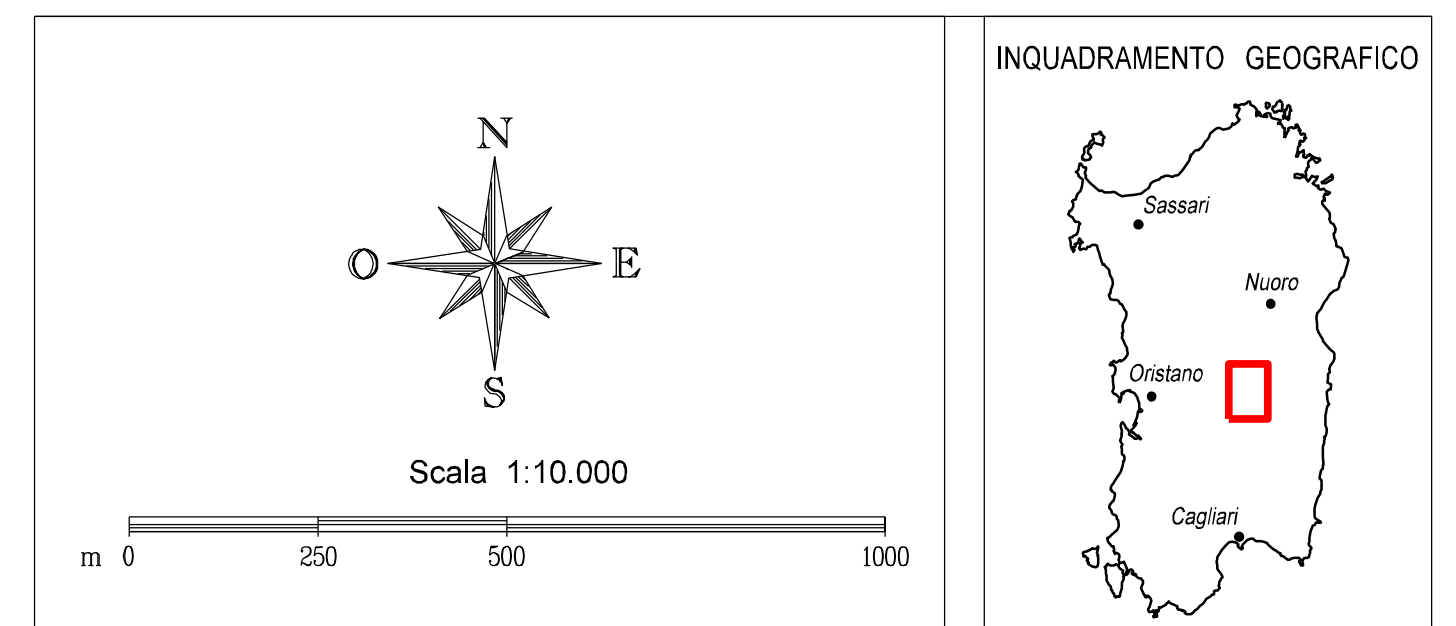 N
O
E
S
Scala 1:10.000
m 0 250 500 1000
INQUADRAMENTO GEOGRAFICO
Sassari
Nuoro
Oristano
Cagliari